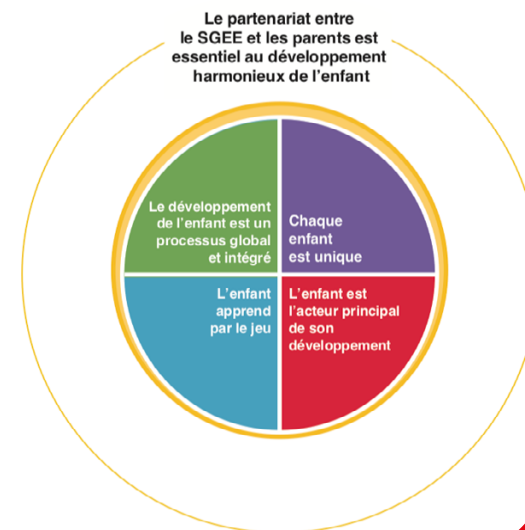 Le partenariat entre
le SGEE et les parents est
essentiel au développement
harmonieux de l'enfant
Le développement
de l'enfant est un
processus global
et intégré
Chaque
enfant
est unique
L'enfant
apprend
par le jeu
L'enfant est
l'acteur principal
de son
développement